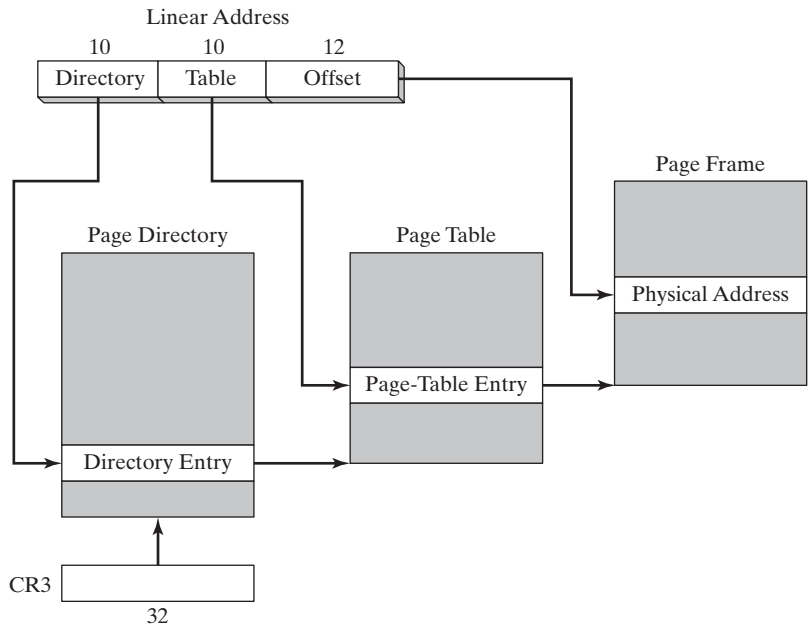 Linear Address
10 10 12
Directory Table Offset
Page Frame
Page Directory
Page Table
Physical Address
Page-Table Entry
Directory Entry
CR3
32